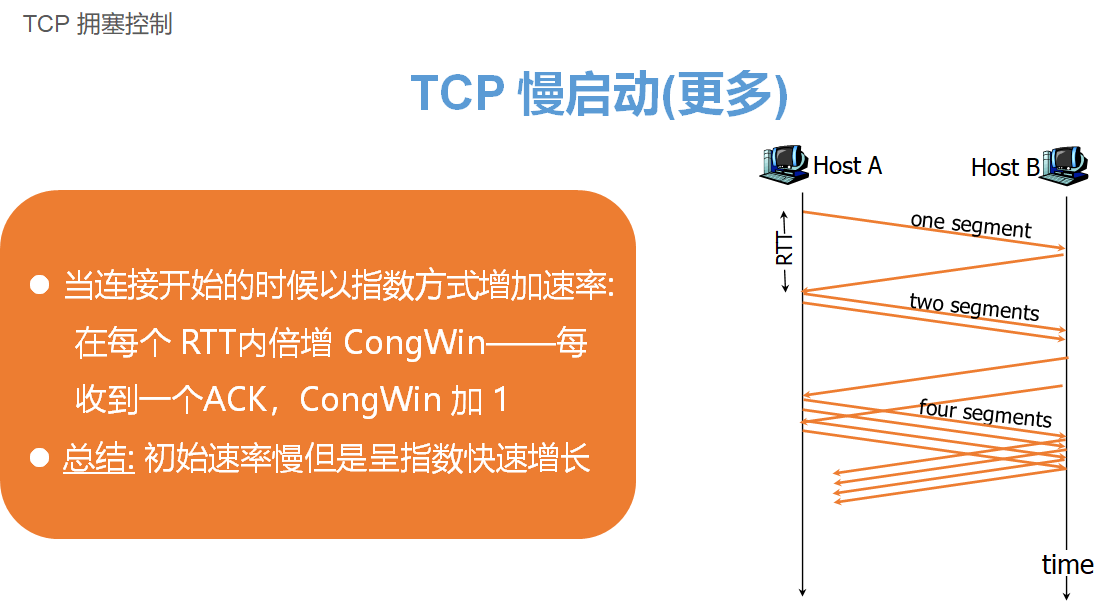 TCP 拥塞控制
TCP 慢启动(更多)
当连接开始的时候以指数方式增加速率:
在每个 RTT内倍增 CongWin——每
收到一个ACK，CongWin 加 1
总结: 初始速率慢但是呈指数快速增长
Host A
Host B
RTT
one segment
two segments
four segments
time